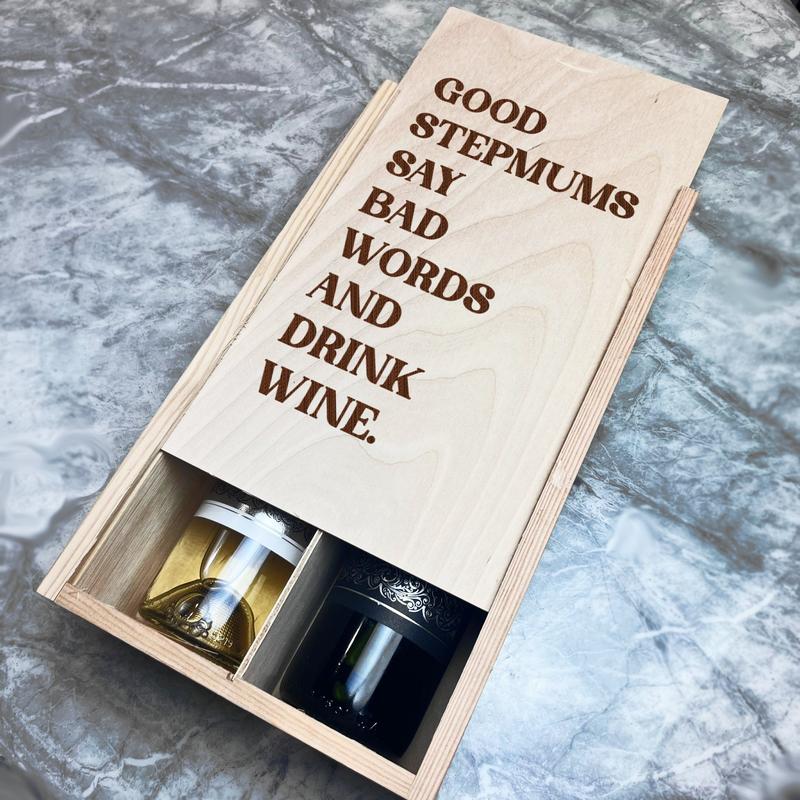 GOOD
STEPMUMS
SAY
BAD
WORDS
AND
DRINK
WINE.